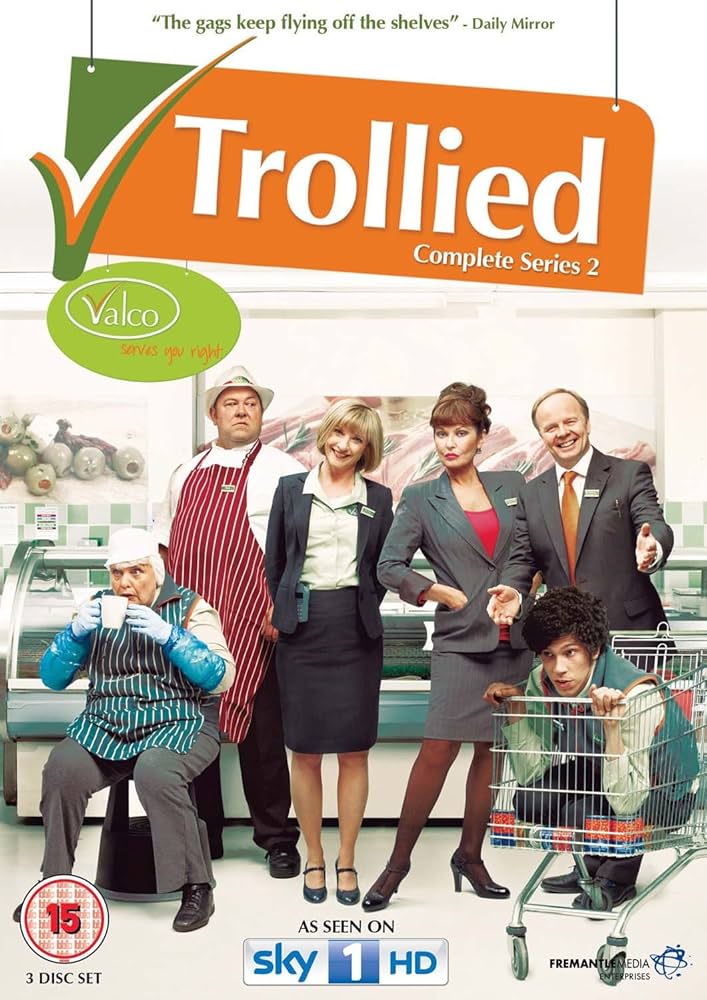 “The gags keep flying off the shelves” - Daily Mirror
Trollied
Complete Series 2
Valco
serves you right
15
3 DISC SET
AS SEEN ON
sky 1 HD
FREMANTLEMEDIA
ENTERPRISES